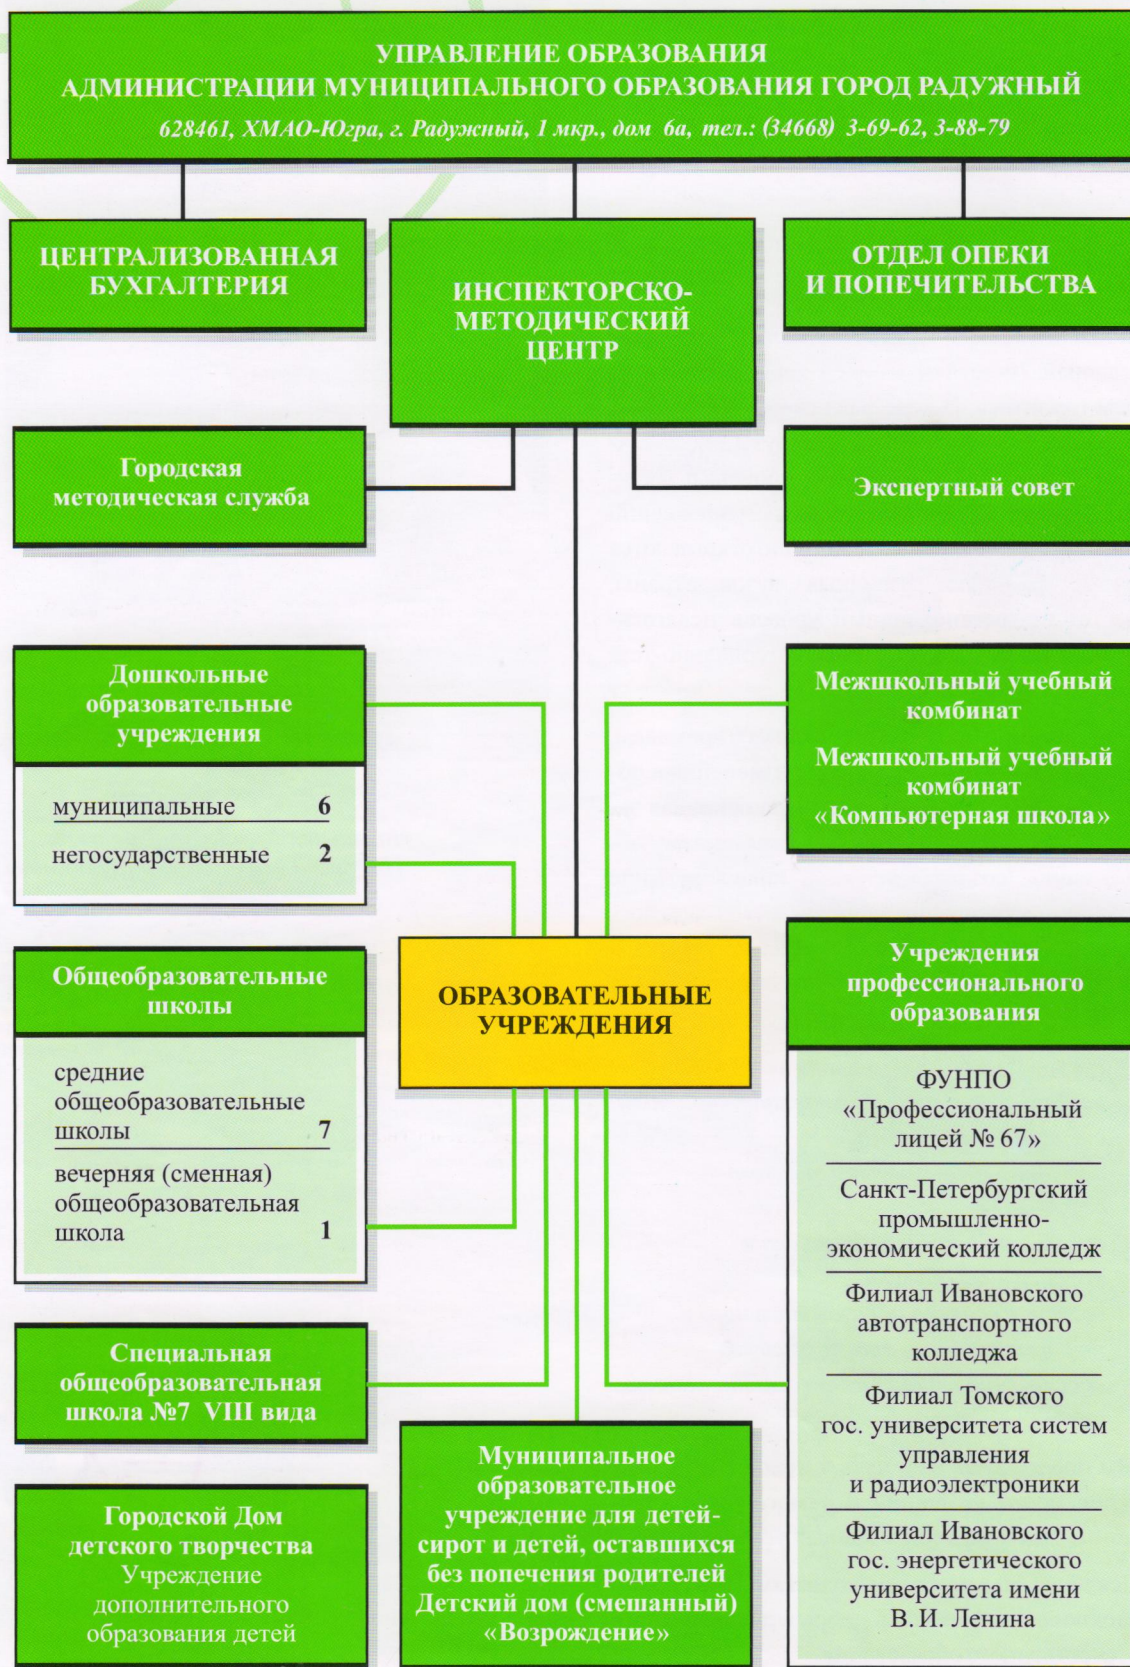 УПРАВЛЕНИЕ ОБРАЗОВАНИЯ
АДМИНИСТРАЦИИ МУНИЦИПАЛЬНОГО ОБРАЗОВАНИЯ ГОРОД РАДУЖНЫЙ
628461, ХМАО-Югра, г. Радужный, 1 мкр., дом 6а, тел.: (34668) 3-69-62, 3-88-79
ЦЕНТРАЛИЗОВАННАЯ
БУХГАЛТЕРИЯ
ИНСПЕКТОРСКО-
МЕТОДИЧЕСКИЙ
ЦЕНТР
ОТДЕЛ ОПЕКИ
И ПОПЕЧИТЕЛЬСТВА
Городская
методическая служба
Экспертный совет
Дошкольные
образовательные
учреждения
муниципальные 6
негосударственные 2
Межшкольный учебный
комбинат
Межшкольный учебный
комбинат
«Компьютерная школа»
Общеобразовательные
школы
средние
общеобразовательные
школы 7
вечерняя (сменная)
общеобразовательная
школа 1
ОБРАЗОВАТЕЛЬНЫЕ
УЧРЕЖДЕНИЯ
Учреждения
профессионального
образования
ФУНПО
«Профессиональный
лицей № 67»
Санкт-Петербургский
промышленно-
экономический колледж
Филиал Ивановского
автотранспортного
колледжа
Филиал Томского
гос. университета систем
управления
и радиоэлектроники
Филиал Ивановского
гос. энергетического
университета имени
В. И. Ленина
Специальная
общеобразовательная
школа №7 VIII вида
Городской Дом
детского творчества
Учреждение
дополнительного
образования детей
Муниципальное
образовательное
учреждение для детей-
сирот и детей, оставшихся
без попечения родителей
Детский дом (смешанный)
«Возрождение»